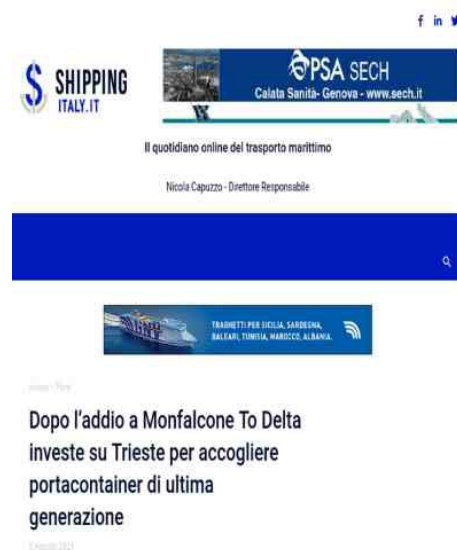 f in
SHIPPING
ITALY.IT
PSA SECH
Calata Sanità- Genova - www.sech.it
Il quotidiano online del trasporto marittimo
Nicola Capuzzo - Direttore Responsabile
GNV
TRAGHETTI PER SICILIA, SARDEGNA,
BALEARI, TUNISIA, MAROCCO, ALBANIA.
Dopo l'addio a Monfalcone To Delta
investe su Trieste per accogliere
portacontainer di ultima
generazione